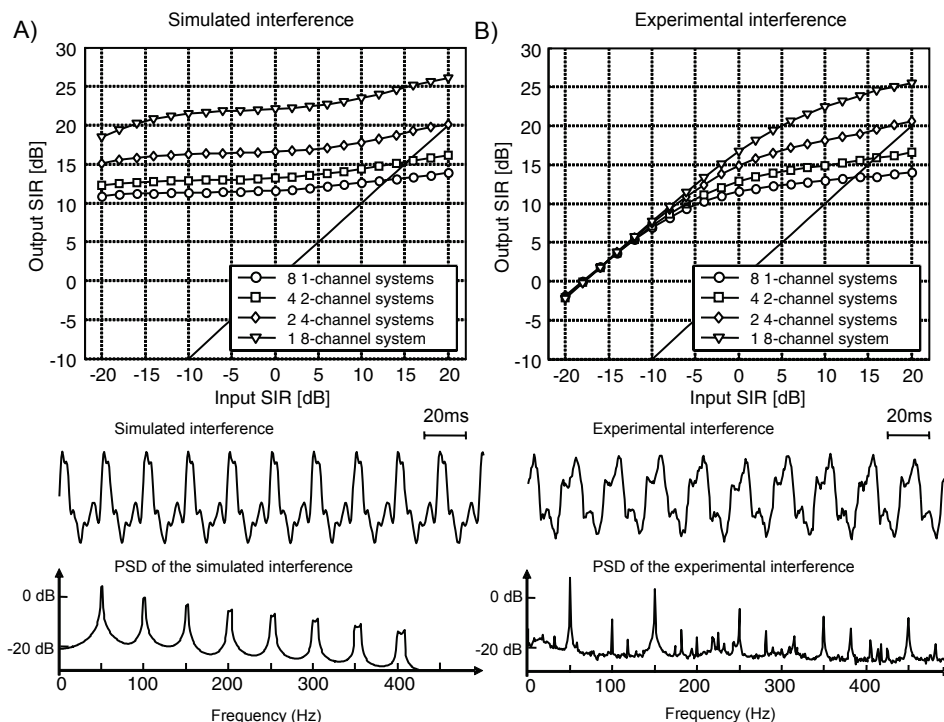 A)
Simulated interference
30
25
20
15
10
5
0
-5
-10
Output SIR [dB]
8 1-channel systems
4 2-channel systems
2 4-channel systems
1 8-channel system
-20 -15 -10 -5 0 5 10 15 20
Input SIR [dB]
20ms
Simulated interference
PSD of the simulated interference
0 dB
-20 dB
0 100 200 300 400
Frequency (Hz)
B)
Experimental interference
30
25
20
15
10
5
0
-5
-10
Output SIR [dB]
8 1-channel systems
4 2-channel systems
2 4-channel systems
1 8-channel system
-20 -15 -10 -5 0 5 10 15 20
Input SIR [dB]
20ms
Experimental interference
PSD of the experimental interference
0 dB
-20 dB
0 100 200 300 400
Frequency (Hz)